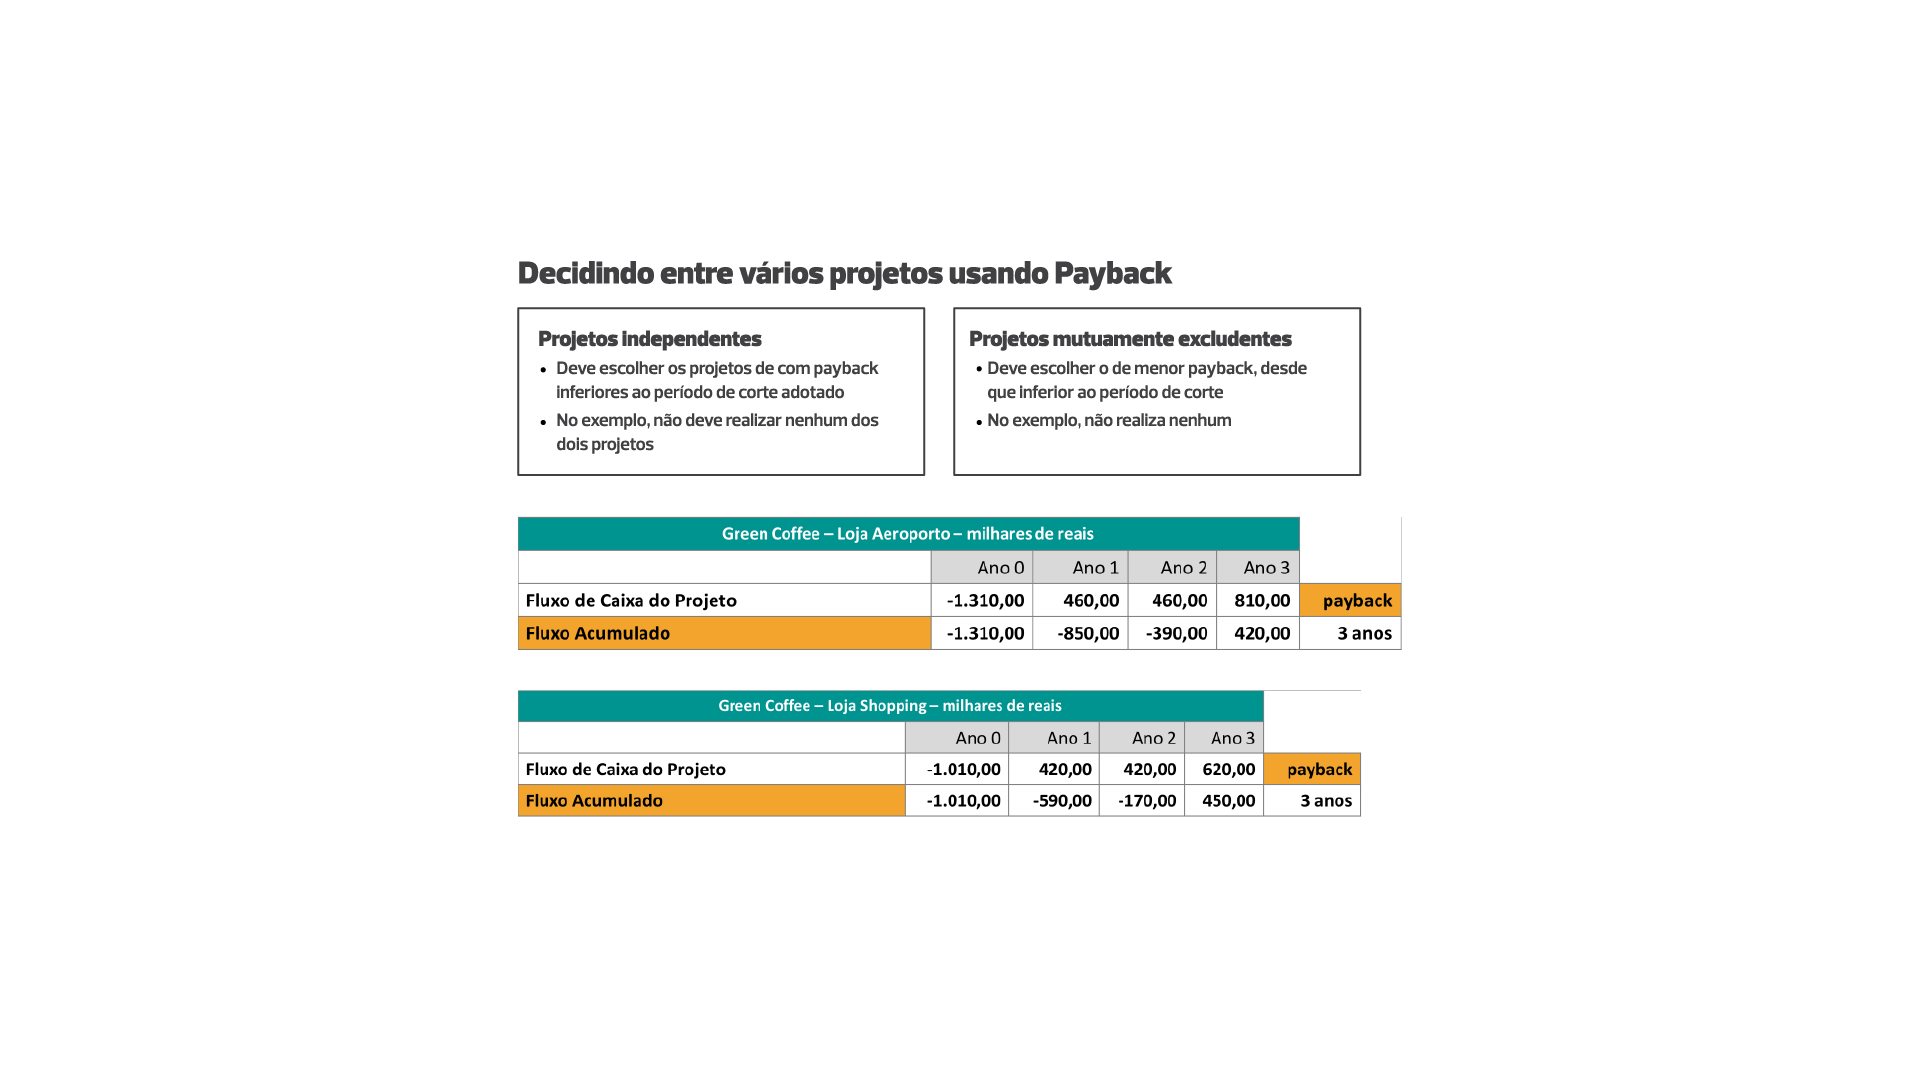 Decidindo entre vários projetos usando Payback
Projetos independentes
• Deve escolher os projetos de com payback
inferiores ao período de corte adotado
• No exemplo, não deve realizar nenhum dos
dois projetos
Projetos mutuamente excludentes
• Deve escolher o de menor payback, desde
que inferior ao período de corte
• No exemplo, não realiza nenhum
Green Coffee – Loja Aeroporto – milhares de reais
Ano 0 Ano 1 Ano 2 Ano 3
Fluxo de Caixa do Projeto -1.310,00 460,00 460,00 810,00 payback
Fluxo Acumulado -1.310,00 -850,00 -390,00 420,00 3 anos
Green Coffee – Loja Shopping – milhares de reais
Ano 0 Ano 1 Ano 2 Ano 3
Fluxo de Caixa do Projeto -1.010,00 420,00 420,00 620,00 payback
Fluxo Acumulado -1.010,00 -590,00 -170,00 450,00 3 anos